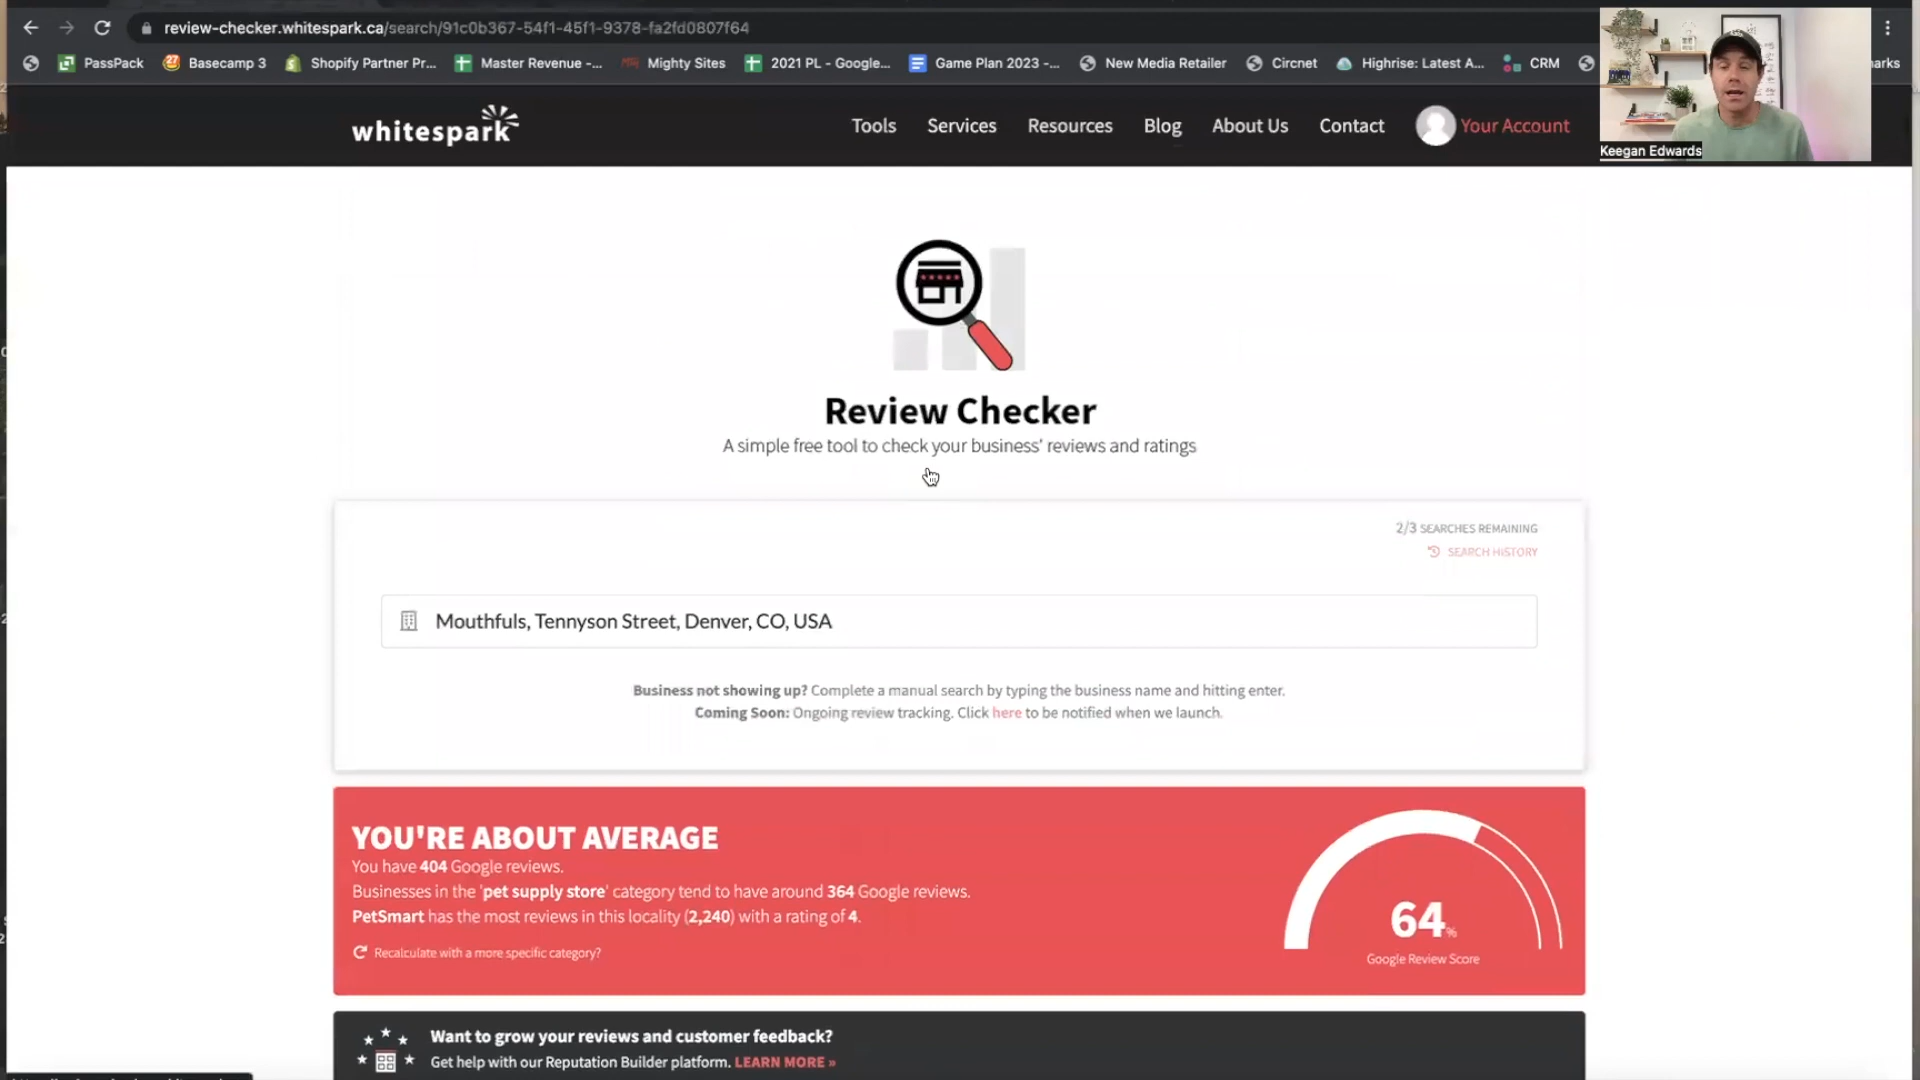 review-checker.whitespark.ca/search/91c0b367-54f1-45f1-9378-fa2fd0807f64
PassPack
Basecamp 3
Shopify Partner Pr...
Master Revenue -...
Mighty Sites
2021 PL - Google...
Game Plan 2023 -...
New Media Retailer
Circnet
Highrise: Latest A...
CRM
arks
Keegan Edwards
whitespark
Tools
Services
Resources
Blog
About Us
Contact
Your Account
Review Checker
A simple free tool to check your business' reviews and ratings
2/3 SEARCHES REMAINING
SEARCH HISTORY
Mouthfuls, Tennyson Street, Denver, CO, USA
Business not showing up? Complete a manual search by typing the business name and hitting enter.
Coming Soon: Ongoing review tracking. Click here to be notified when we launch.
YOU'RE ABOUT AVERAGE
You have 404 Google reviews.
Businesses in the 'pet supply store' category tend to have around 364 Google reviews.
PetSmart has the most reviews in this locality (2,240) with a rating of 4.
Recalculate with a more specific category?
64%
Google Review Score
Want to grow your reviews and customer feedback?
Get help with our Reputation Builder platform. LEARN MORE »